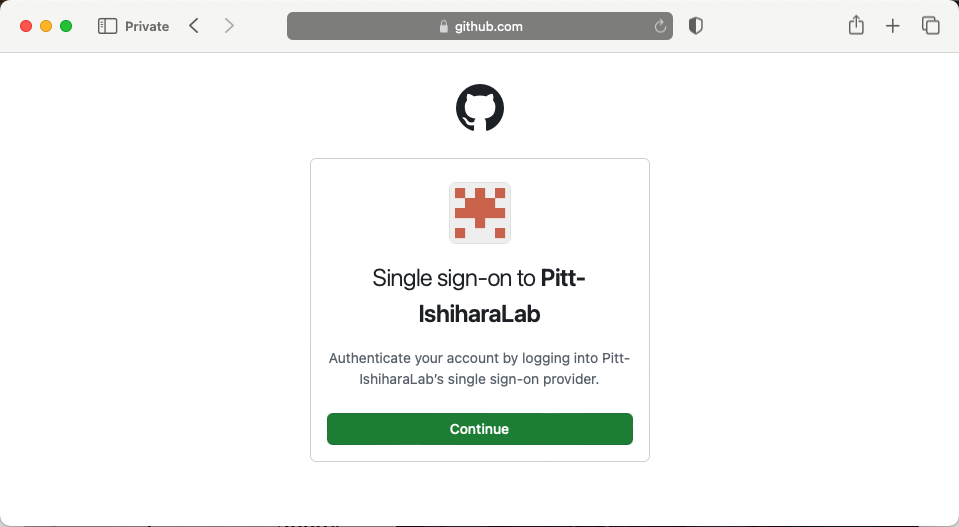 Private
github.com
Single sign-on to Pitt-
IshiharaLab
Authenticate your account by logging into Pitt-
IshiharaLab's single sign-on provider.
Continue